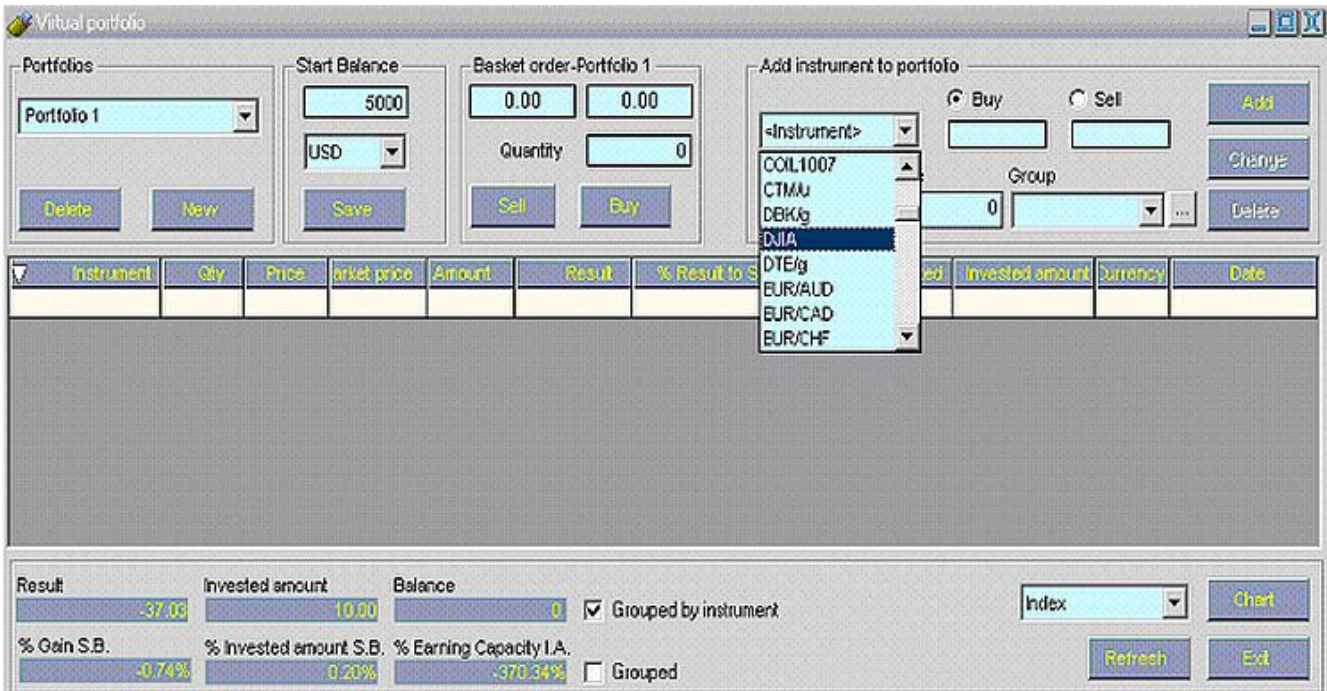 Virtual portfolio
Portfolios
Start Balance
Basket order-Portfolio 1
Add instrument to portfolio
Portfolio 1
5000
0.00 0.00
<Instrument>
Buy
Sell
Add
USD
Quantity
0
Change
COIL1007
CTM/u
DBK/g
DJIA
DTE/g
EUR/AUD
EUR/CAD
EUR/CHF
Group
0
...
Delete
New
Save
Sell
Buy
Delete
Instrument Qty Price arket price Amount Result % Result to S ed Invested amount Currency Date
Result
Invested amount
Balance
-37.03
10.00
0
Grouped by instrument
Index
Chart
% Gain S.B.
% Invested amount S.B.
% Earning Capacity I.A.
-0.74%
0.20%
-370.34%
Grouped
Refresh
Exit